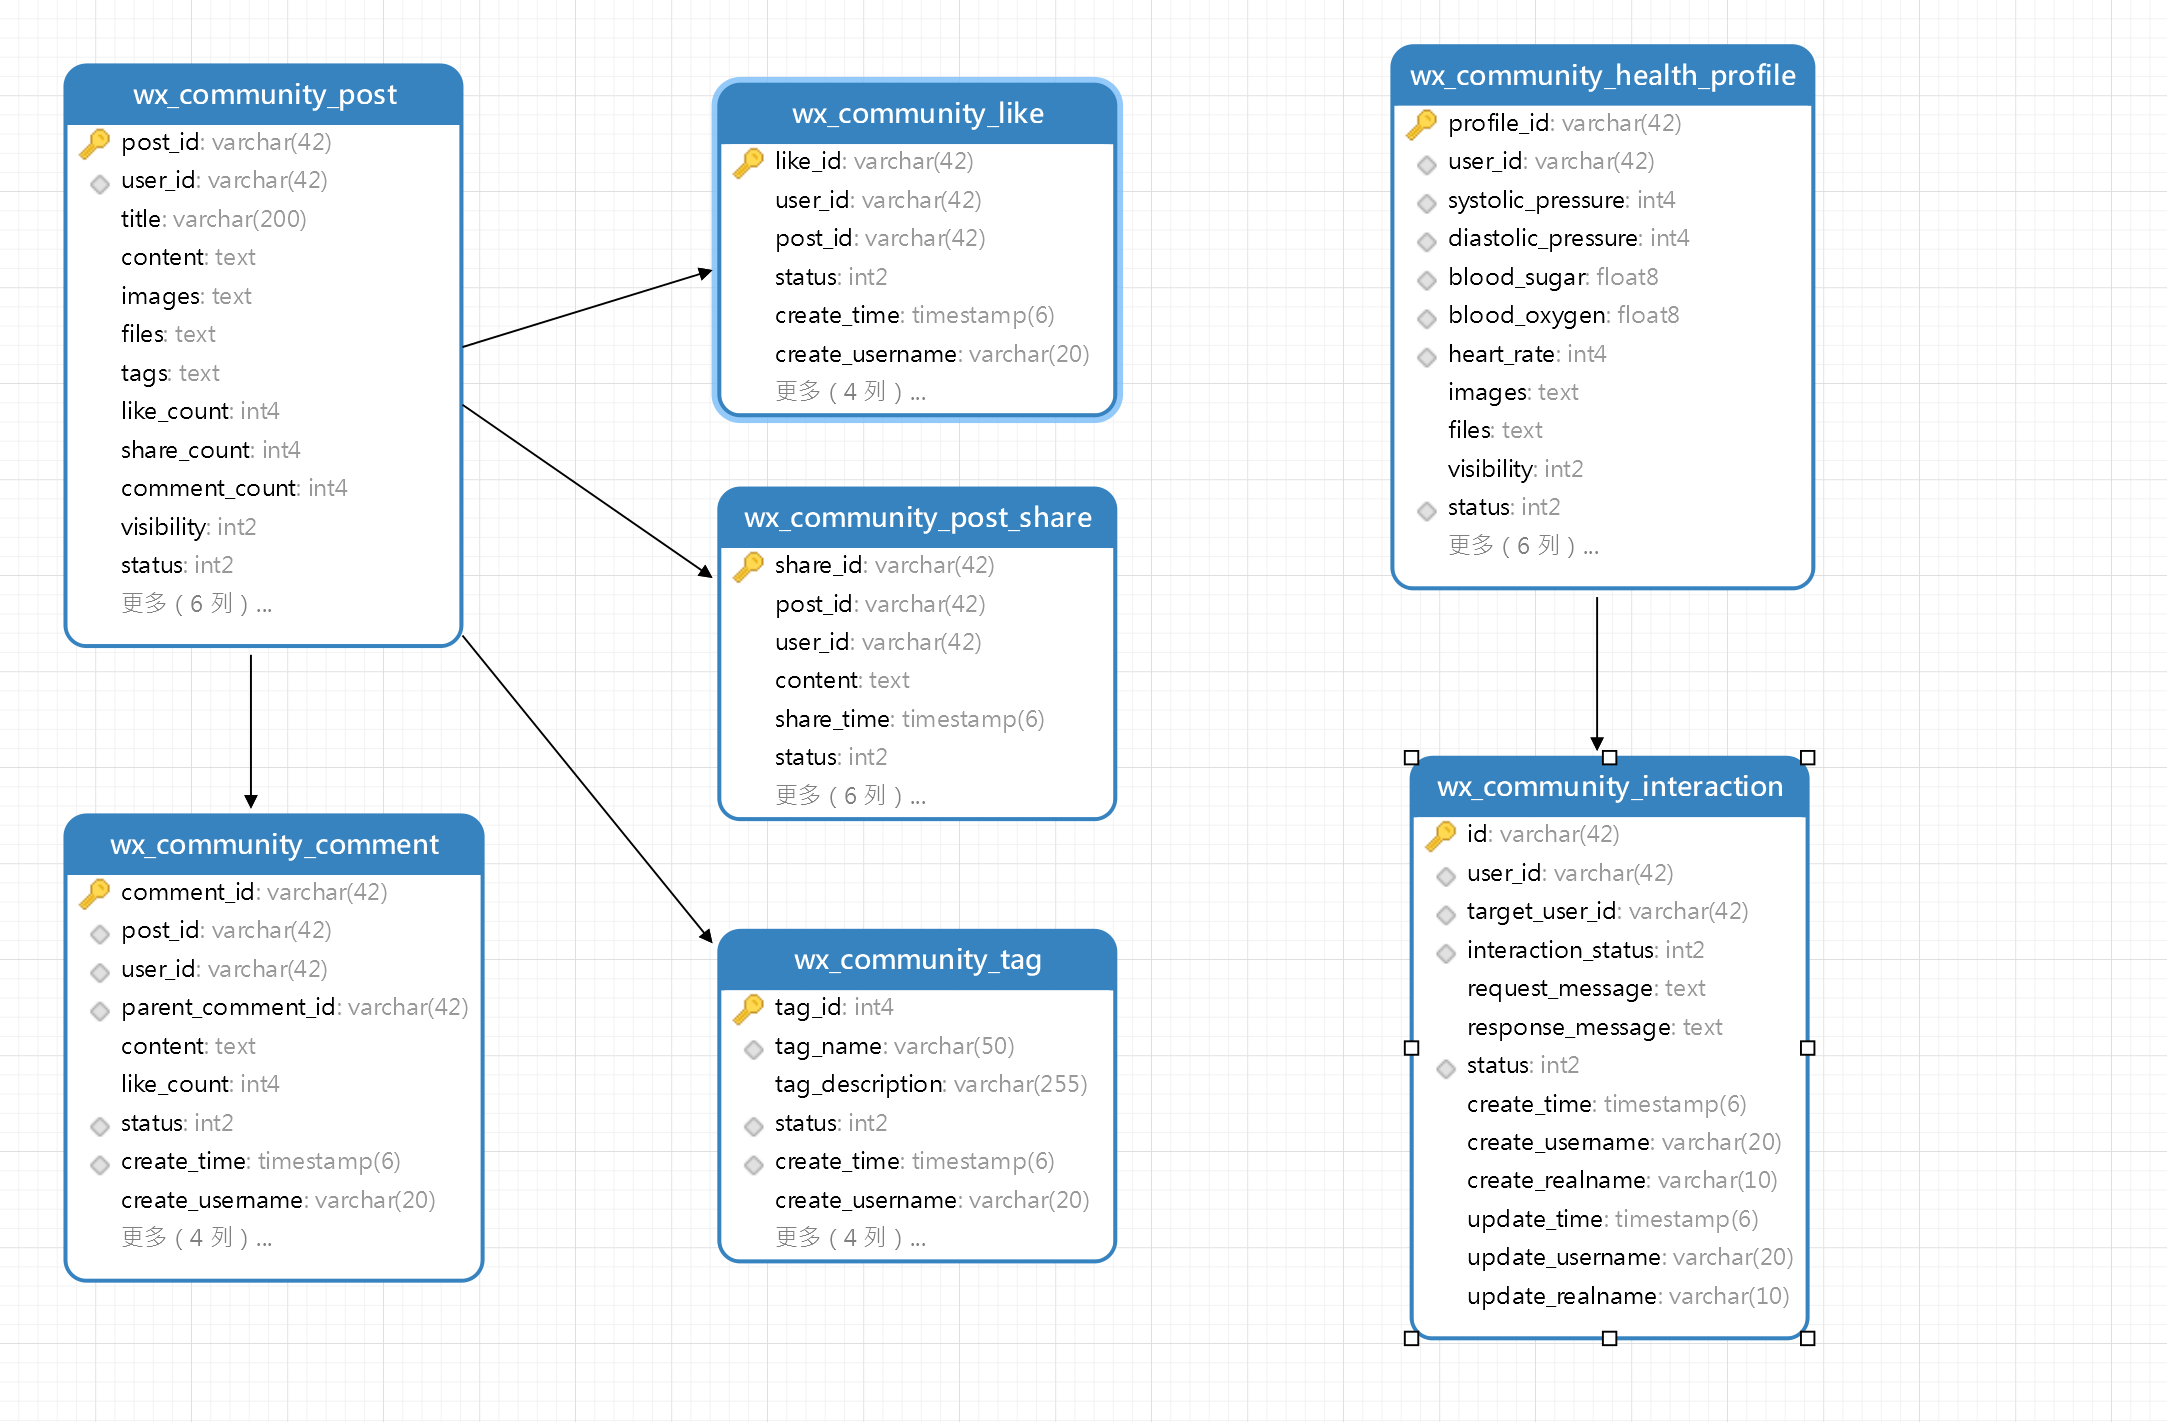 wx_community_post
post_id: varchar(42)
user_id: varchar(42)
title: varchar(200)
content: text
images: text
files: text
tags: text
like_count: int4
share_count: int4
comment_count: int4
visibility: int2
status: int2
更多（6 列）...
wx_community_comment
comment_id: varchar(42)
post_id: varchar(42)
user_id: varchar(42)
parent_comment_id: varchar(42)
content: text
like_count: int4
status: int2
create_time: timestamp(6)
create_username: varchar(20)
更多（4 列）...
wx_community_like
like_id: varchar(42)
user_id: varchar(42)
post_id: varchar(42)
status: int2
create_time: timestamp(6)
create_username: varchar(20)
更多（4 列）...
wx_community_post_share
share_id: varchar(42)
post_id: varchar(42)
user_id: varchar(42)
content: text
share_time: timestamp(6)
status: int2
更多（6 列）...
wx_community_tag
tag_id: int4
tag_name: varchar(50)
tag_description: varchar(255)
status: int2
create_time: timestamp(6)
create_username: varchar(20)
更多（4 列）...
wx_community_health_profile
profile_id: varchar(42)
user_id: varchar(42)
systolic_pressure: int4
diastolic_pressure: int4
blood_sugar: float8
blood_oxygen: float8
heart_rate: int4
images: text
files: text
visibility: int2
status: int2
更多（6 列）...
wx_community_interaction
id: varchar(42)
user_id: varchar(42)
target_user_id: varchar(42)
interaction_status: int2
request_message: text
response_message: text
status: int2
create_time: timestamp(6)
create_username: varchar(20)
create_realname: varchar(10)
update_time: timestamp(6)
update_username: varchar(20)
update_realname: varchar(10)